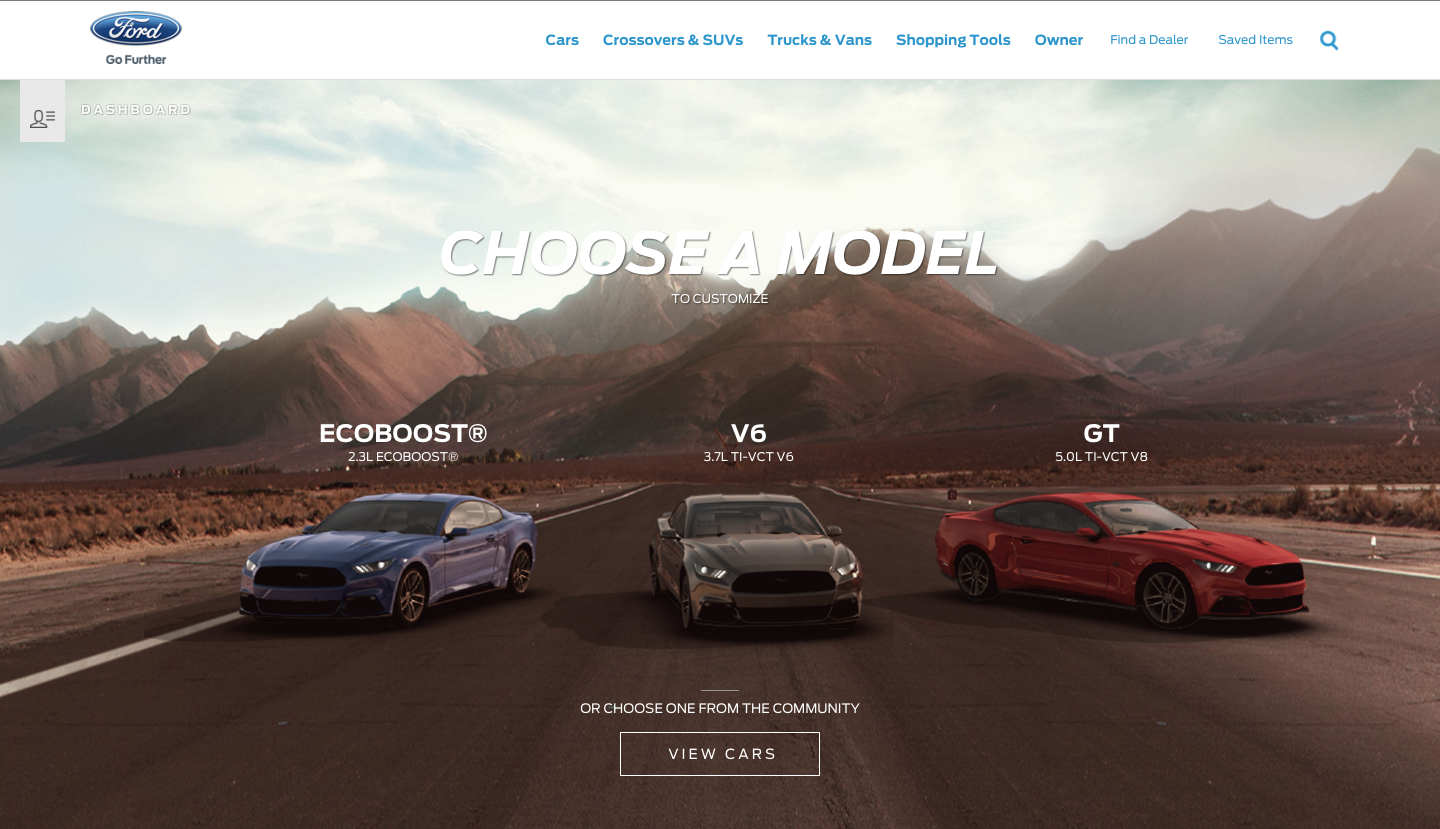 Ford
Go Further
Cars Crossovers & SUVs Trucks & Vans Shopping Tools Owner Find a Dealer Saved Items
DASHBOARD
CHOOSE A MODEL
TO CUSTOMIZE
ECOBOOST®
2.3L ECOBOOST®
V6
3.7L TI-VCT V6
GT
5.0L TI-VCT V8
OR CHOOSE ONE FROM THE COMMUNITY
VIEW CARS